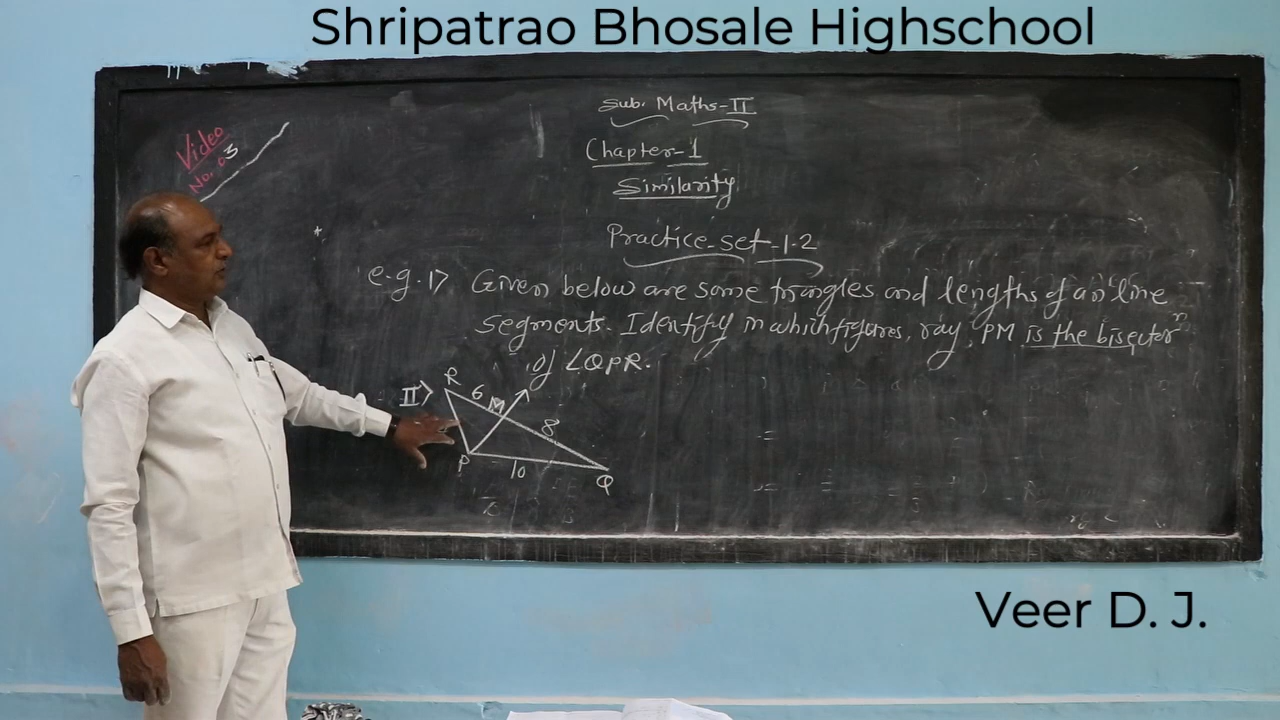 Shripatrao Bhosale Highschool
Sub. Maths-II
Video
No. 03
Chapter-1
Similarity
Practice-set-1.2
e.g.1> Given below are some triangles and lengths of line
segments. Identify in which figures, ray PM is the bisector
of ∠QPR.
II>
R
6
M
8
P
10
Q
Veer D. J.